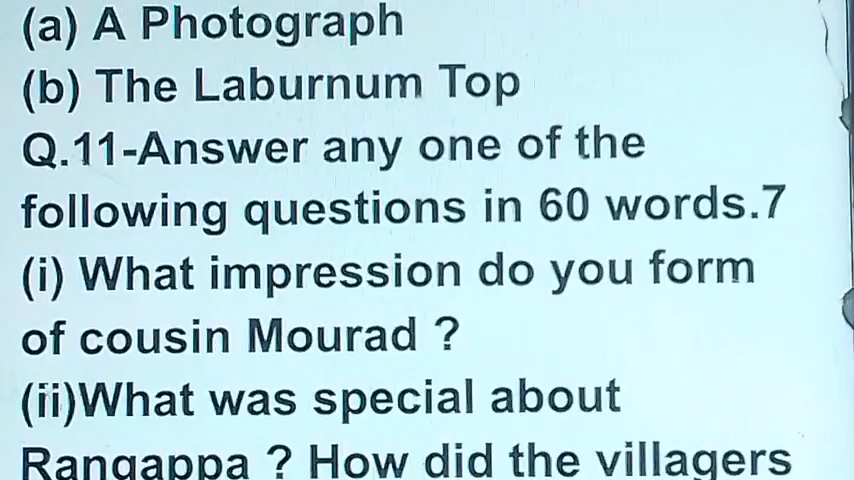 (a) A Photograph
(b) The Laburnum Top
Q.11-Answer any one of the
following questions in 60 words.7
(i) What impression do you form
of cousin Mourad ?
(ii)What was special about
Rangappa ? How did the villagers